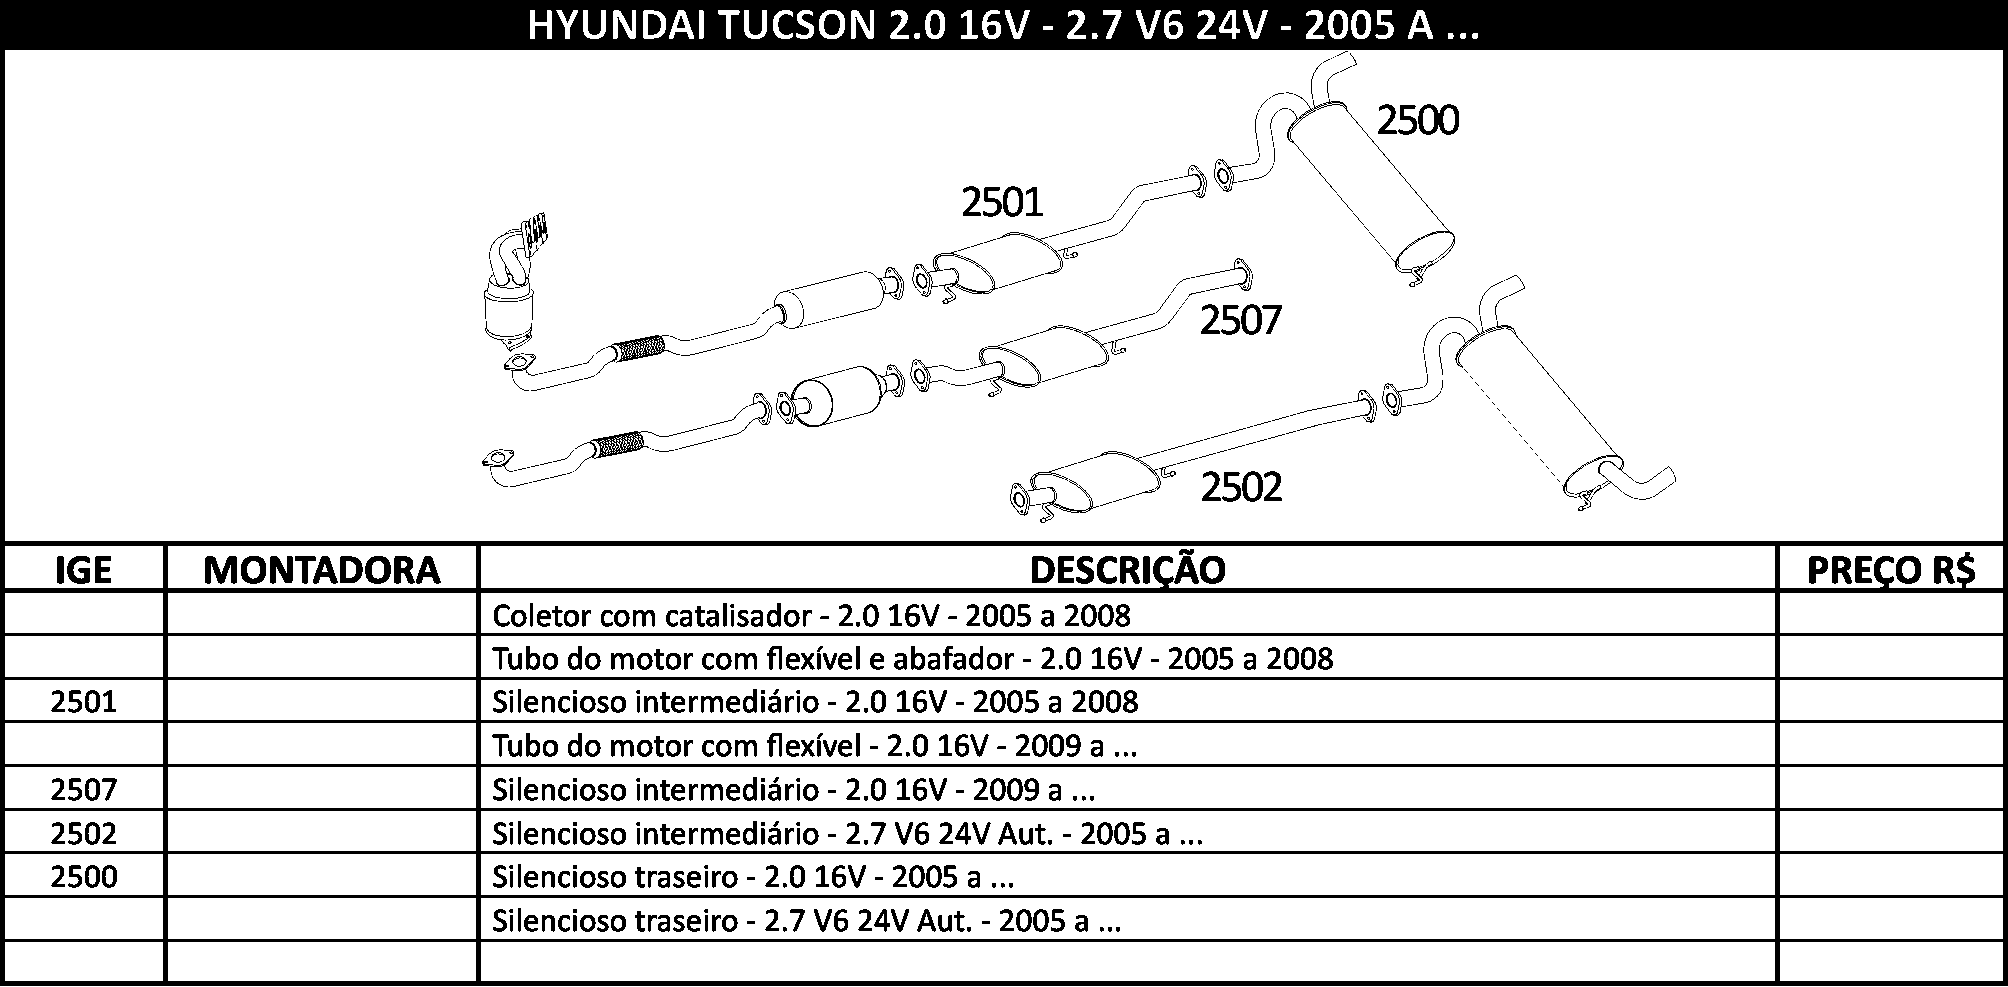 HYUNDAI TUCSON 2.0 16V - 2.7 V6 24V - 2005 A ...
2500
2501
2507
2502
IGE MONTADORA DESCRIÇÃO PREÇO R$
Coletor com catalisador - 2.0 16V - 2005 a 2008
Tubo do motor com flexível e abafador - 2.0 16V - 2005 a 2008
2501 Silencioso intermediário - 2.0 16V - 2005 a 2008
Tubo do motor com flexível - 2.0 16V - 2009 a ...
2507 Silencioso intermediário - 2.0 16V - 2009 a ...
2502 Silencioso intermediário - 2.7 V6 24V Aut. - 2005 a ...
2500 Silencioso traseiro - 2.0 16V - 2005 a ...
Silencioso traseiro - 2.7 V6 24V Aut. - 2005 a ...